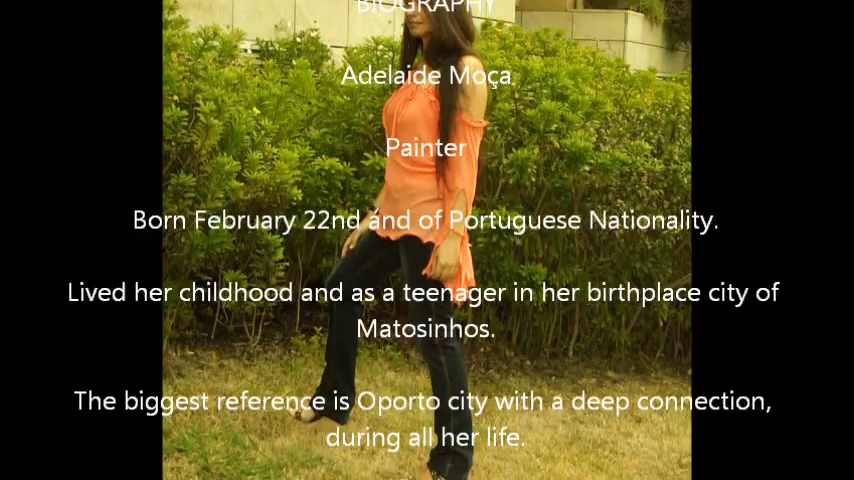 BIOGRAPHY
Adelaide Moça
Painter
Born February 22nd and of Portuguese Nationality.
Lived her childhood and as a teenager in her birthplace city of
Matosinhos.
The biggest reference is Oporto city with a deep connection,
during all her life.